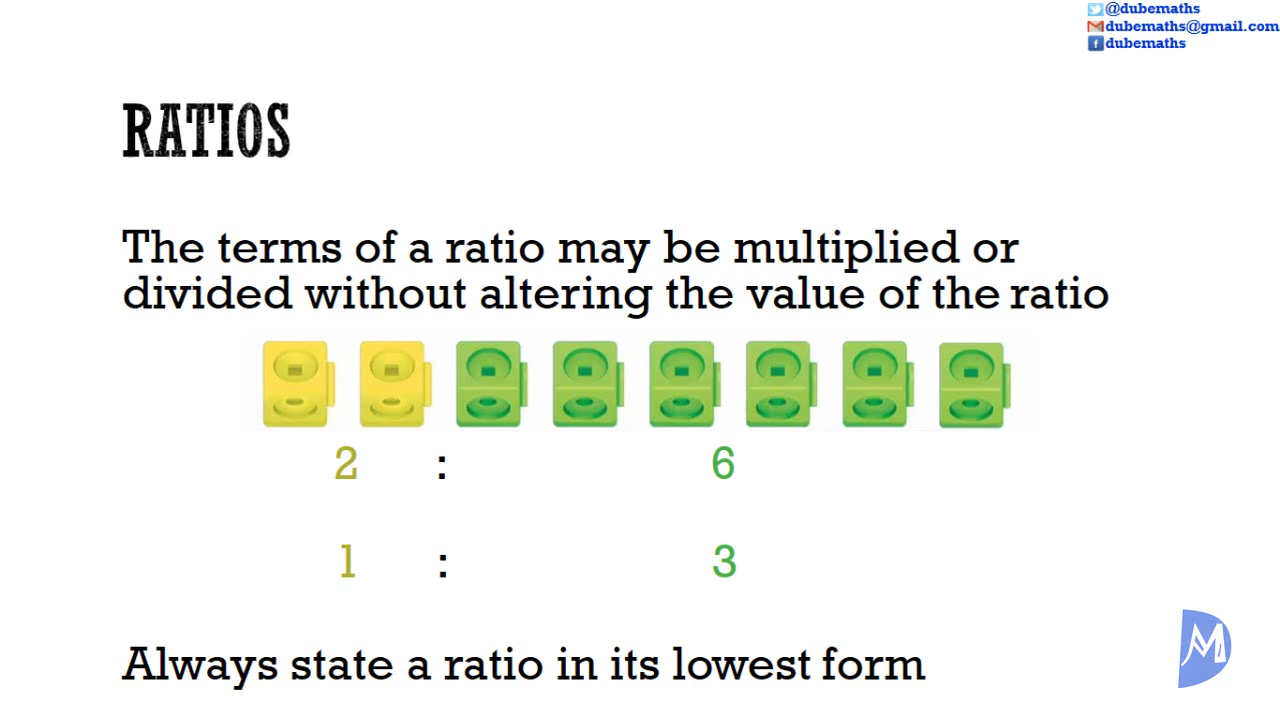 @dubemaths
dubemaths@gmail.com
dubemaths
RATIOS
The terms of a ratio may be multiplied or
divided without altering the value of the ratio
2 : 6
1 : 3
Always state a ratio in its lowest form
DM